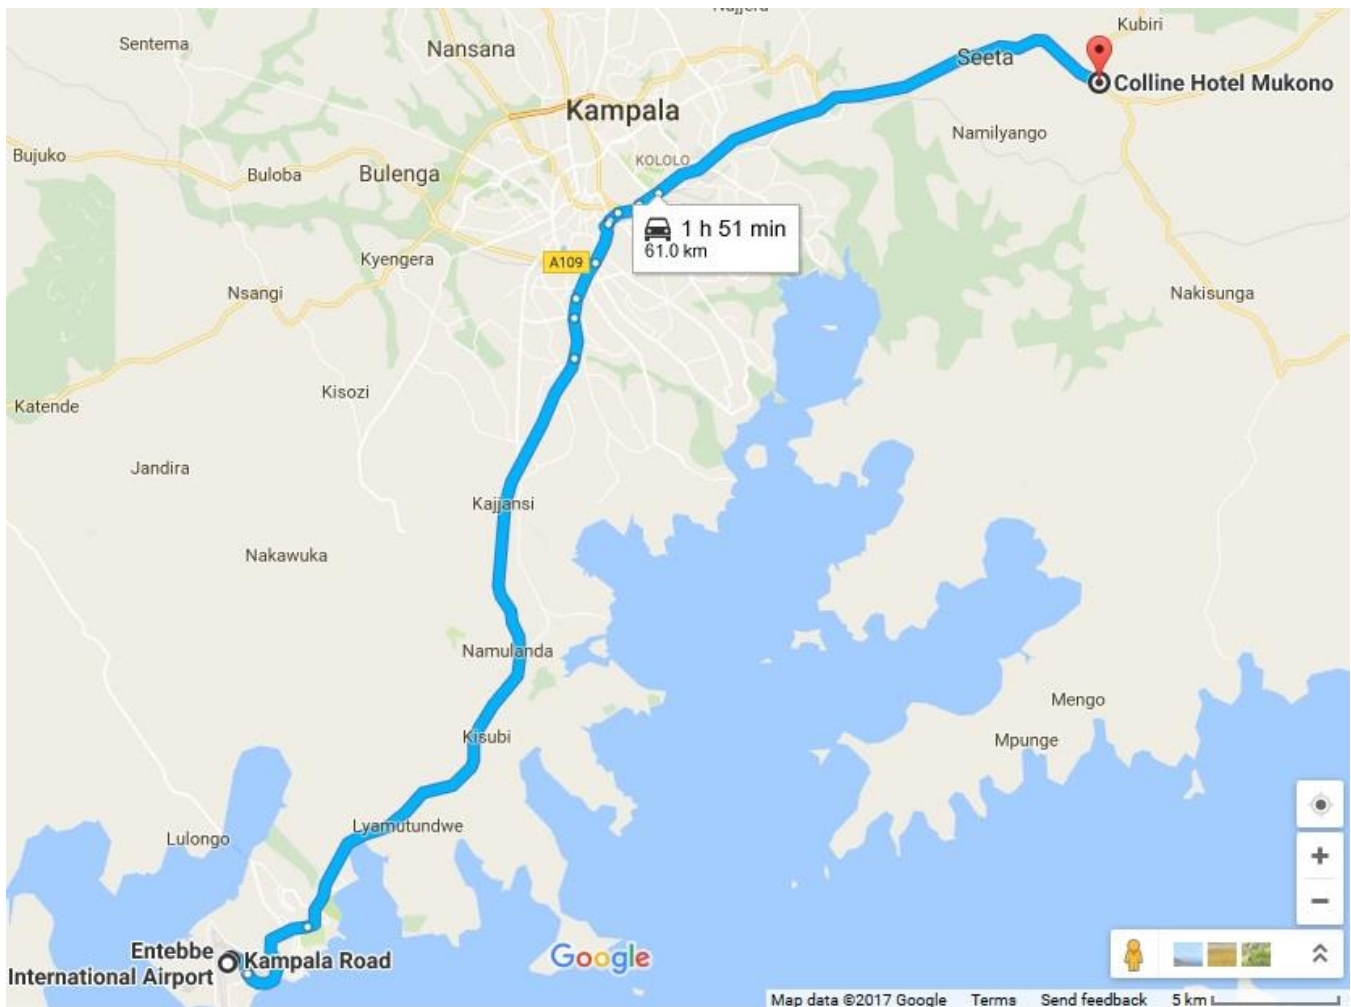 Sentema
Nansana
Kubiri
Seeta
Colline Hotel Mukono
Kampala
Namilyango
Bujuko
Buloba
Bulenga
KOLOLO
1 h 51 min
61.0 km
A109
Kyengera
Nsangi
Nakisunga
Kisozi
Katende
Jandira
Kajjansi
Nakawuka
Namulanda
Mengo
Kisubi
Mpunge
Lyamutundwe
Lulongo
Entebbe
International Airport
Kampala Road
Google
Map data ©2017 Google Terms Send feedback 5 km